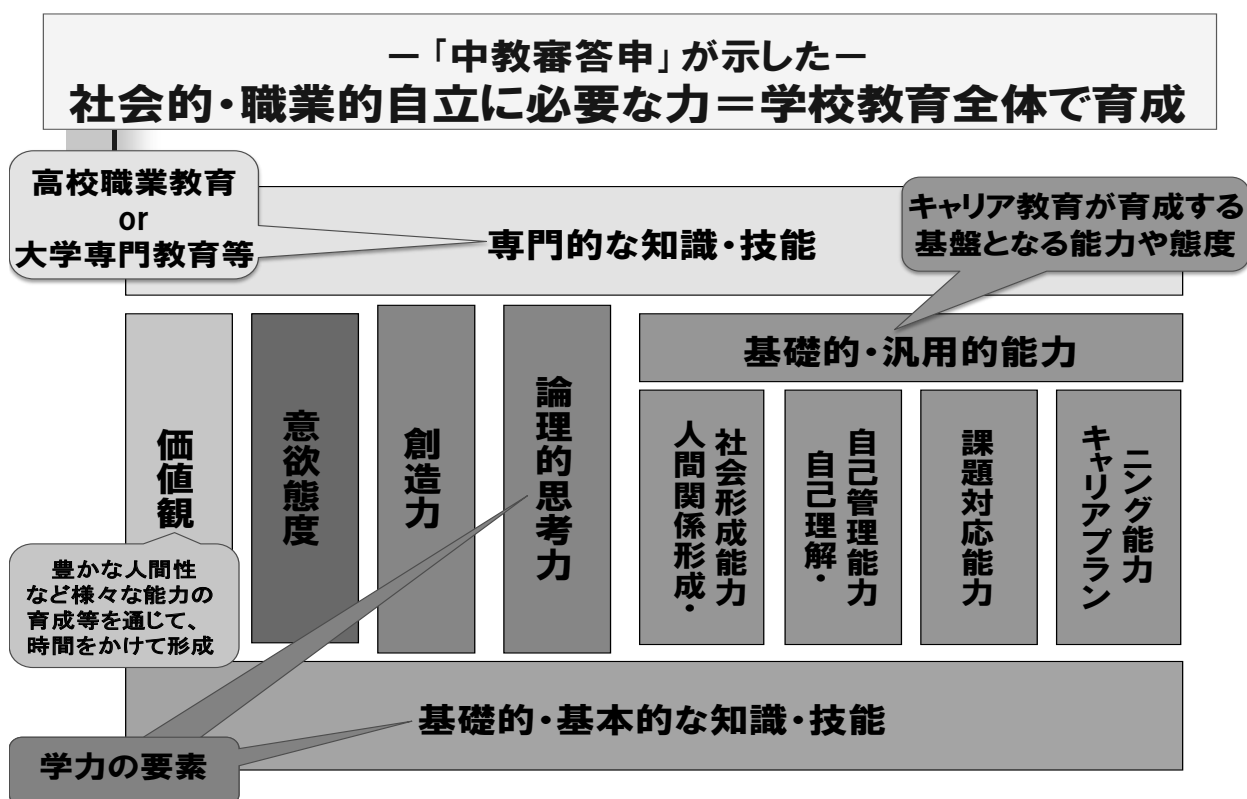 －「中教審答申」が示した－
社会的・職業的自立に必要な力＝学校教育全体で育成
高校職業教育
or
大学専門教育等
専門的な知識・技能
キャリア教育が育成する
基盤となる能力や態度
価値観
意欲態度
創造力
論理的思考力
基礎的・汎用的能力
人間関係形成・
社会形成能力
自己理解・
自己管理能力
課題対応能力
キャリアプラン
ニング能力
豊かな人間性
など様々な能力の
育成等を通じて、
時間をかけて形成
基礎的・基本的な知識・技能
学力の要素